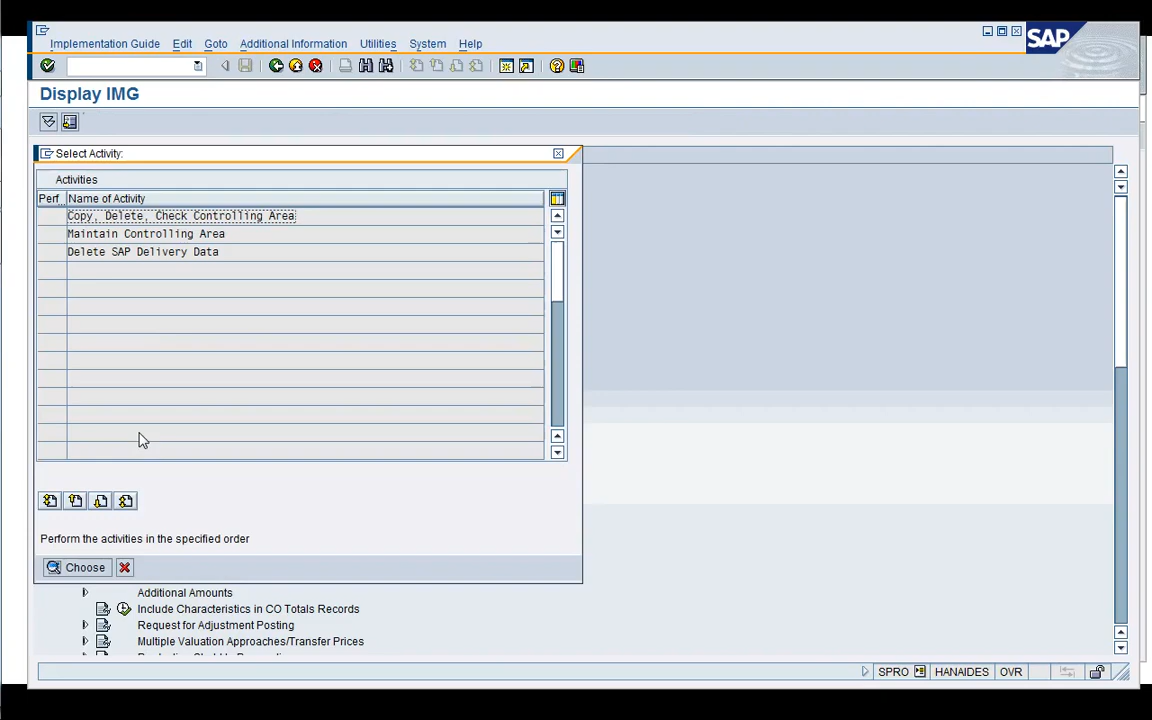 Implementation Guide Edit Goto Additional Information Utilities System Help
SAP
Display IMG
Select Activity:
Activities
Perf... Name of Activity
Copy, Delete, Check Controlling Area
Maintain Controlling Area
Delete SAP Delivery Data
Perform the activities in the specified order
Choose
Additional Amounts
Include Characteristics in CO Totals Records
Request for Adjustment Posting
Multiple Valuation Approaches/Transfer Prices
SPRO HANAIDES OVR